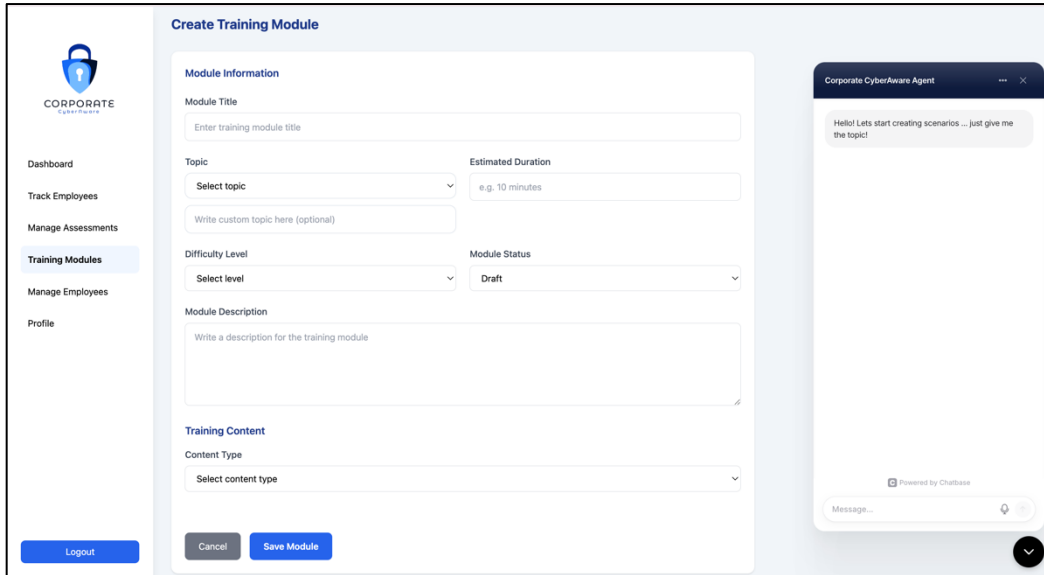 CORPORATE
CyberAware
Dashboard
Track Employees
Manage Assessments
Training Modules
Manage Employees
Profile
Logout
Create Training Module
Module Information
Module Title
Enter training module title
Topic
Estimated Duration
Select topic
e.g. 10 minutes
Write custom topic here (optional)
Difficulty Level
Module Status
Select level
Draft
Module Description
Write a description for the training module
Training Content
Content Type
Select content type
Cancel
Save Module
Corporate CyberAware Agent
Hello! Lets start creating scenarios ... just give me
the topic!
Powered by Chatbase
Message...